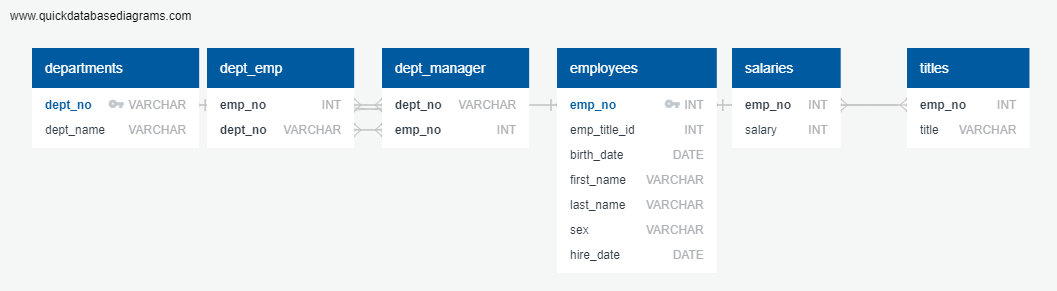 www.quickdatabasediagrams.com
departments
dept_no VARCHAR
dept_name VARCHAR
dept_emp
emp_no INT
dept_no VARCHAR
dept_manager
dept_no VARCHAR
emp_no INT
employees
emp_no INT
emp_title_id INT
birth_date DATE
first_name VARCHAR
last_name VARCHAR
sex VARCHAR
hire_date DATE
salaries
emp_no INT
salary INT
titles
emp_no INT
title VARCHAR